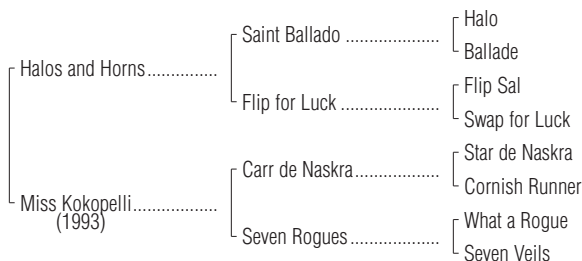 Halo
Saint Ballado ....................
Ballade
Halos and Horns...............
Flip Sal
Flip for Luck .....................
Swap for Luck
Star de Naskra
Carr de Naskra..................
Cornish Runner
Miss Kokopelli..................
(1993)
What a Rogue
Seven Rogues ...................
Seven Veils